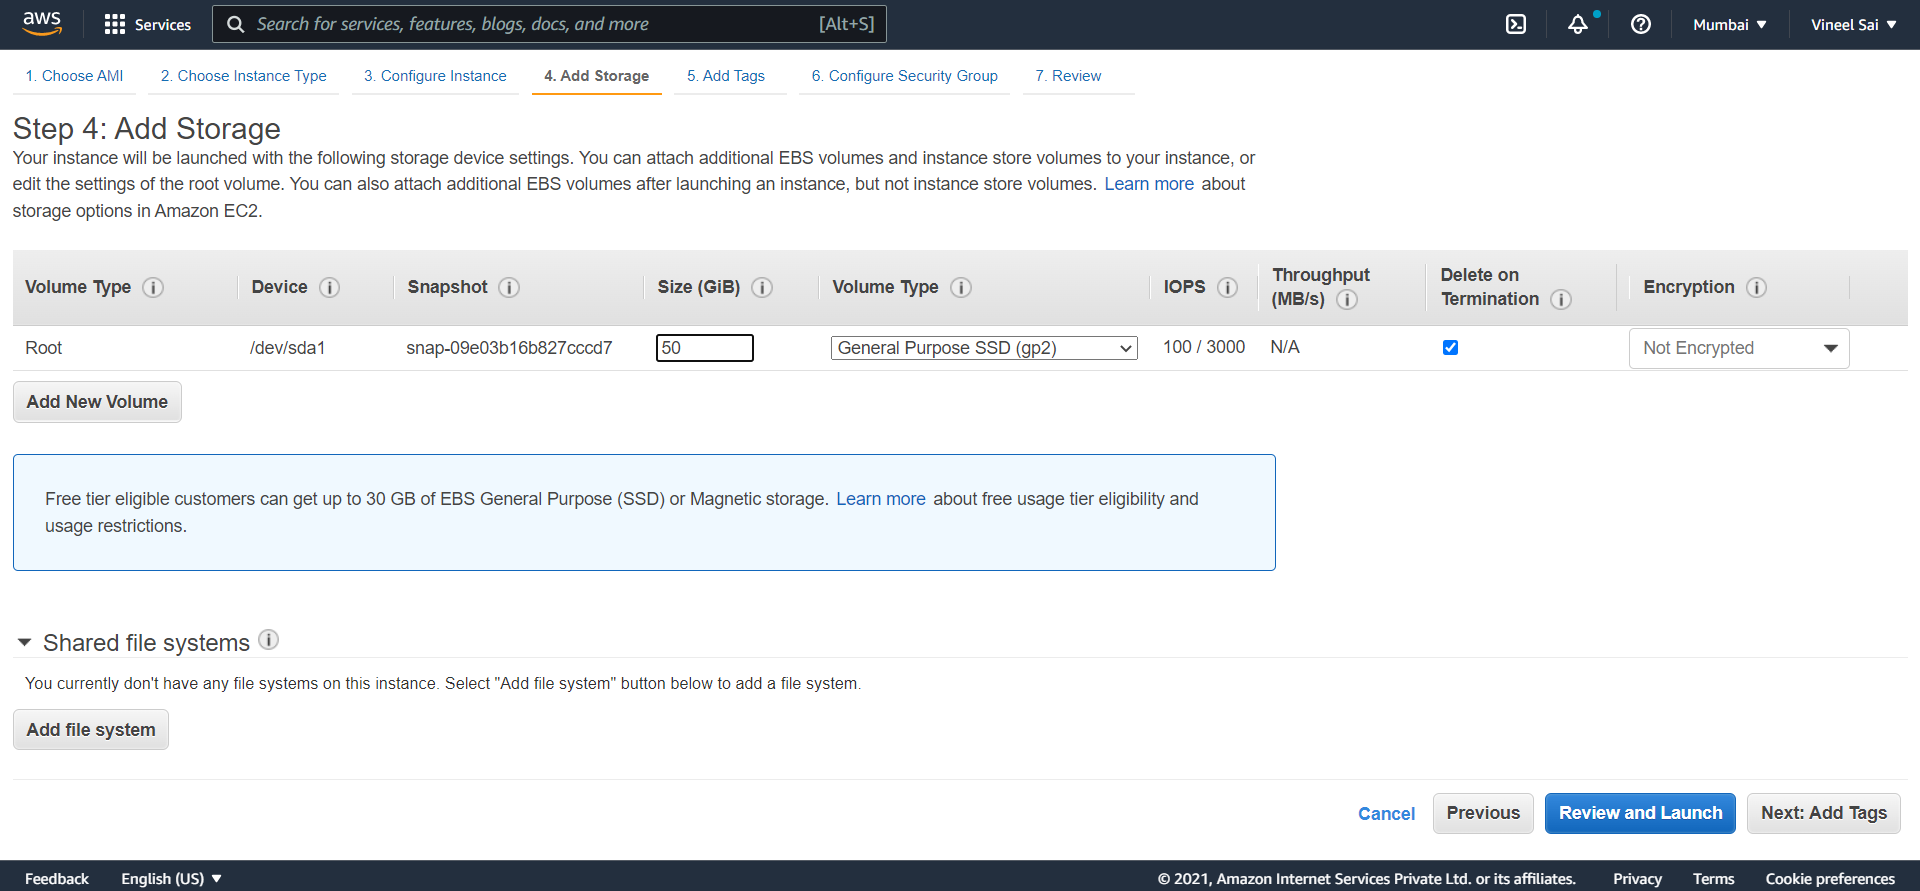 aws Services Search for services, features, blogs, docs, and more [Alt+S] Mumbai Vineel Sai
1. Choose AMI 2. Choose Instance Type 3. Configure Instance 4. Add Storage 5. Add Tags 6. Configure Security Group 7. Review
Step 4: Add Storage
Your instance will be launched with the following storage device settings. You can attach additional EBS volumes and instance store volumes to your instance, or
edit the settings of the root volume. You can also attach additional EBS volumes after launching an instance, but not instance store volumes. Learn more about
storage options in Amazon EC2.
Volume Type Device Snapshot Size (GiB) Volume Type IOPS Throughput (MB/s) Delete on Termination Encryption
Root /dev/sda1 snap-09e03b16b827cccd7 50 General Purpose SSD (gp2) 100 / 3000 N/A Not Encrypted
Add New Volume
Free tier eligible customers can get up to 30 GB of EBS General Purpose (SSD) or Magnetic storage. Learn more about free usage tier eligibility and
usage restrictions.
Shared file systems
You currently don't have any file systems on this instance. Select "Add file system" button below to add a file system.
Add file system
Cancel Previous Review and Launch Next: Add Tags
Feedback English (US) © 2021, Amazon Internet Services Private Ltd. or its affiliates. Privacy Terms Cookie preferences